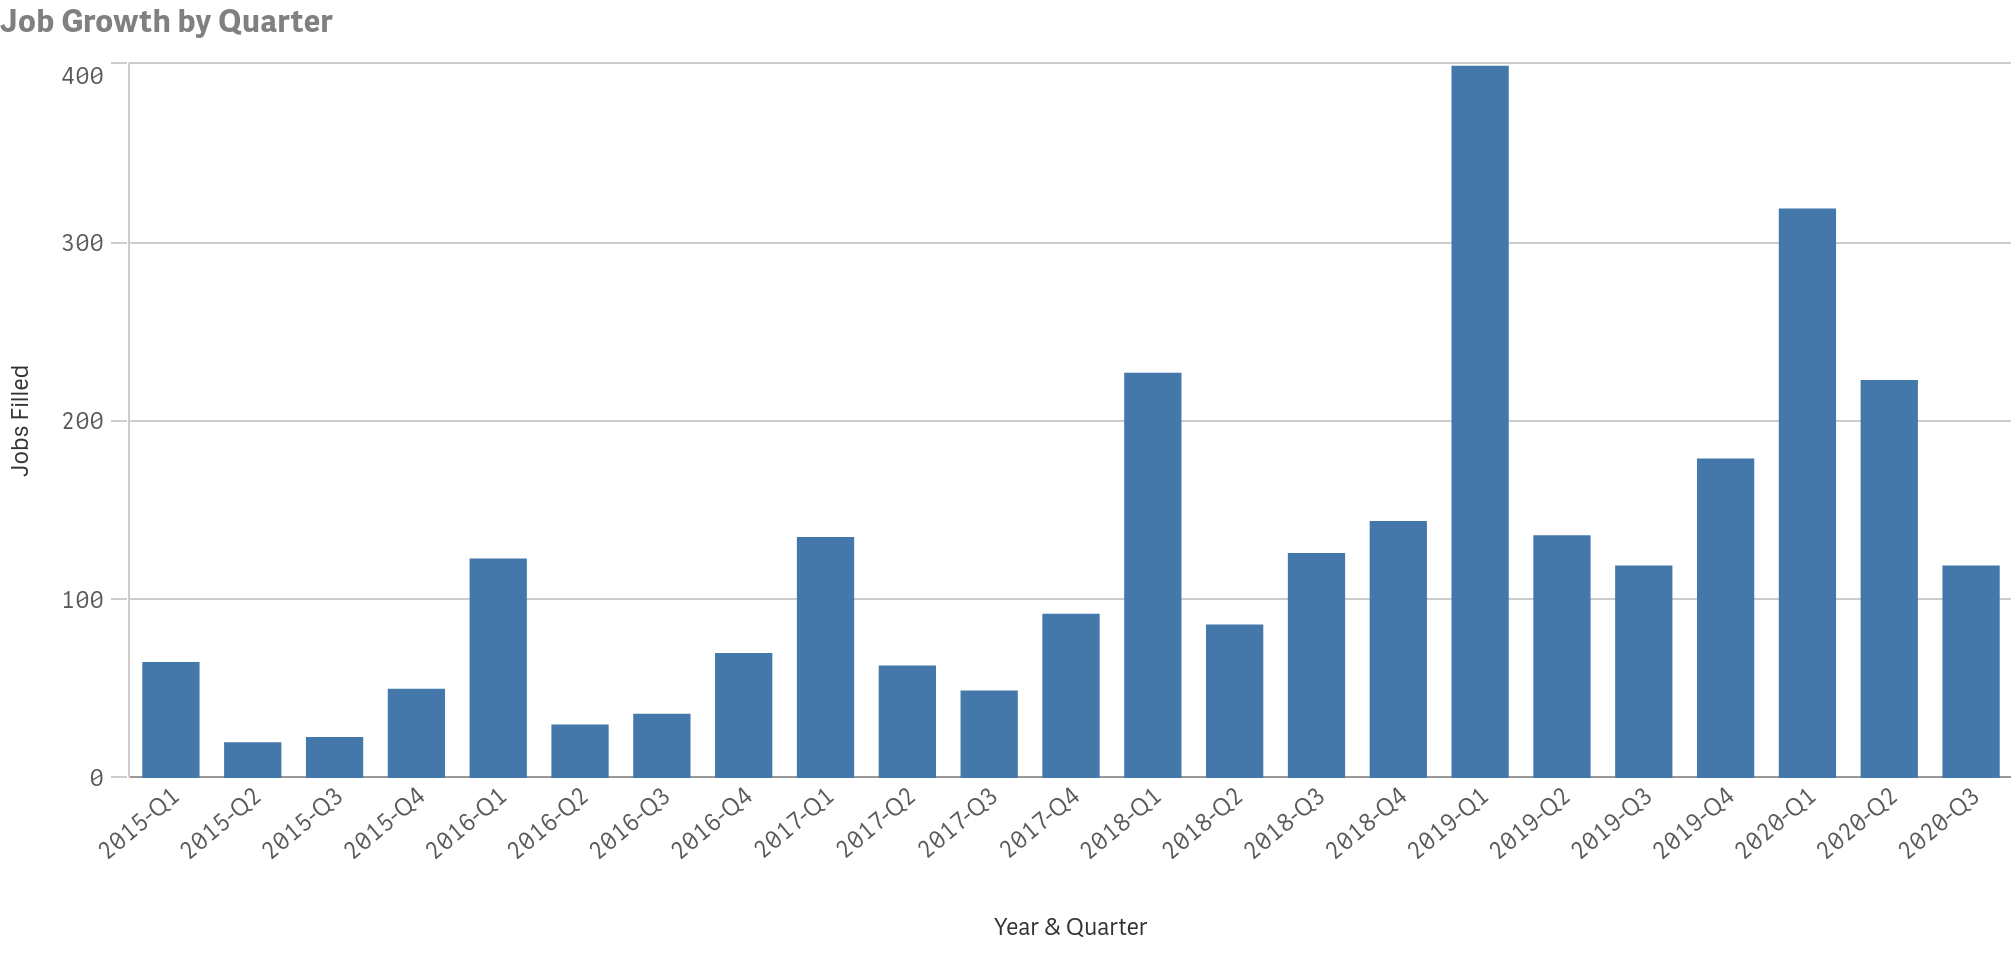 Job Growth by Quarter
400
300
200
100
0
Jobs Filled
2015-Q1
2015-Q2
2015-Q3
2015-Q4
2016-Q1
2016-Q2
2016-Q3
2016-Q4
2017-Q1
2017-Q2
2017-Q3
2017-Q4
2018-Q1
2018-Q2
2018-Q3
2018-Q4
2019-Q1
2019-Q2
2019-Q3
2019-Q4
2020-Q1
2020-Q2
2020-Q3
Year & Quarter